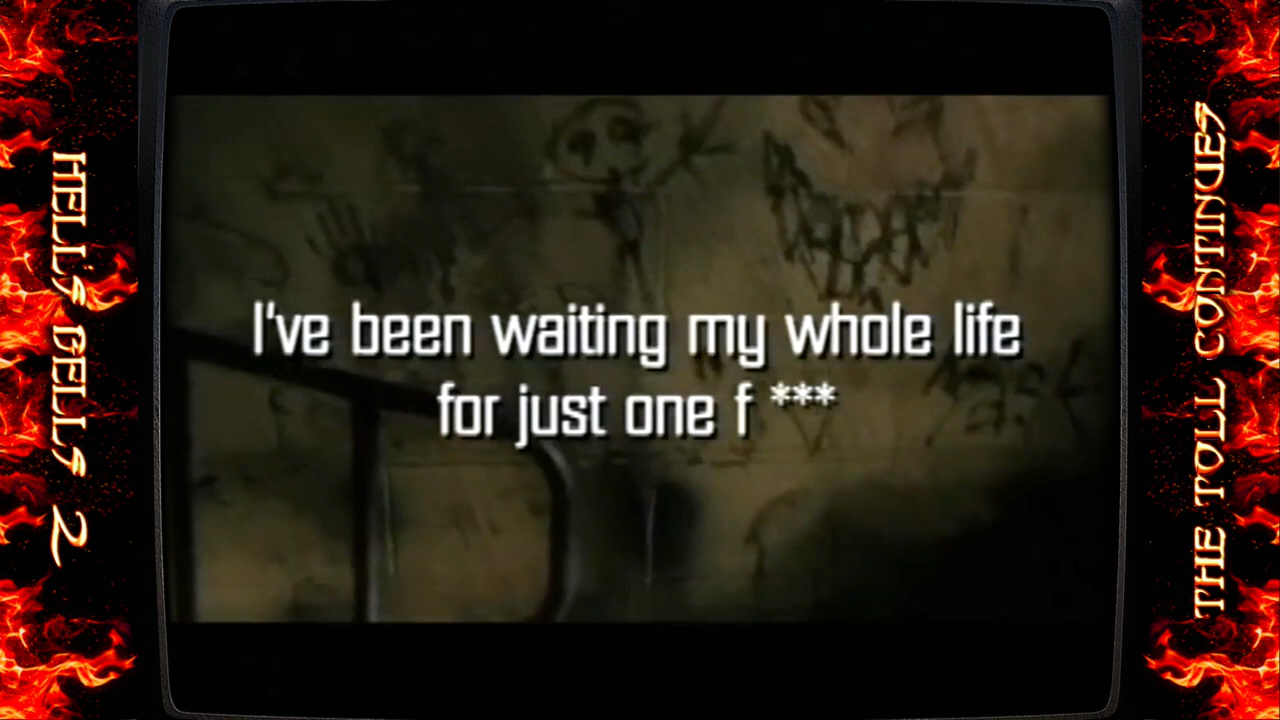 HELL'S BELLS 2
I've been waiting my whole life
for just one f ***
THE TOLL CONTINUES